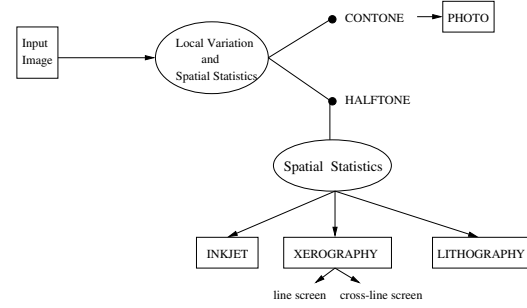 CONTONE
PHOTO
Input
Image
Local Variation
and
Spatial Statistics
HALFTONE
Spatial Statistics
INKJET
XEROGRAPHY
LITHOGRAPHY
line screen
cross-line screen